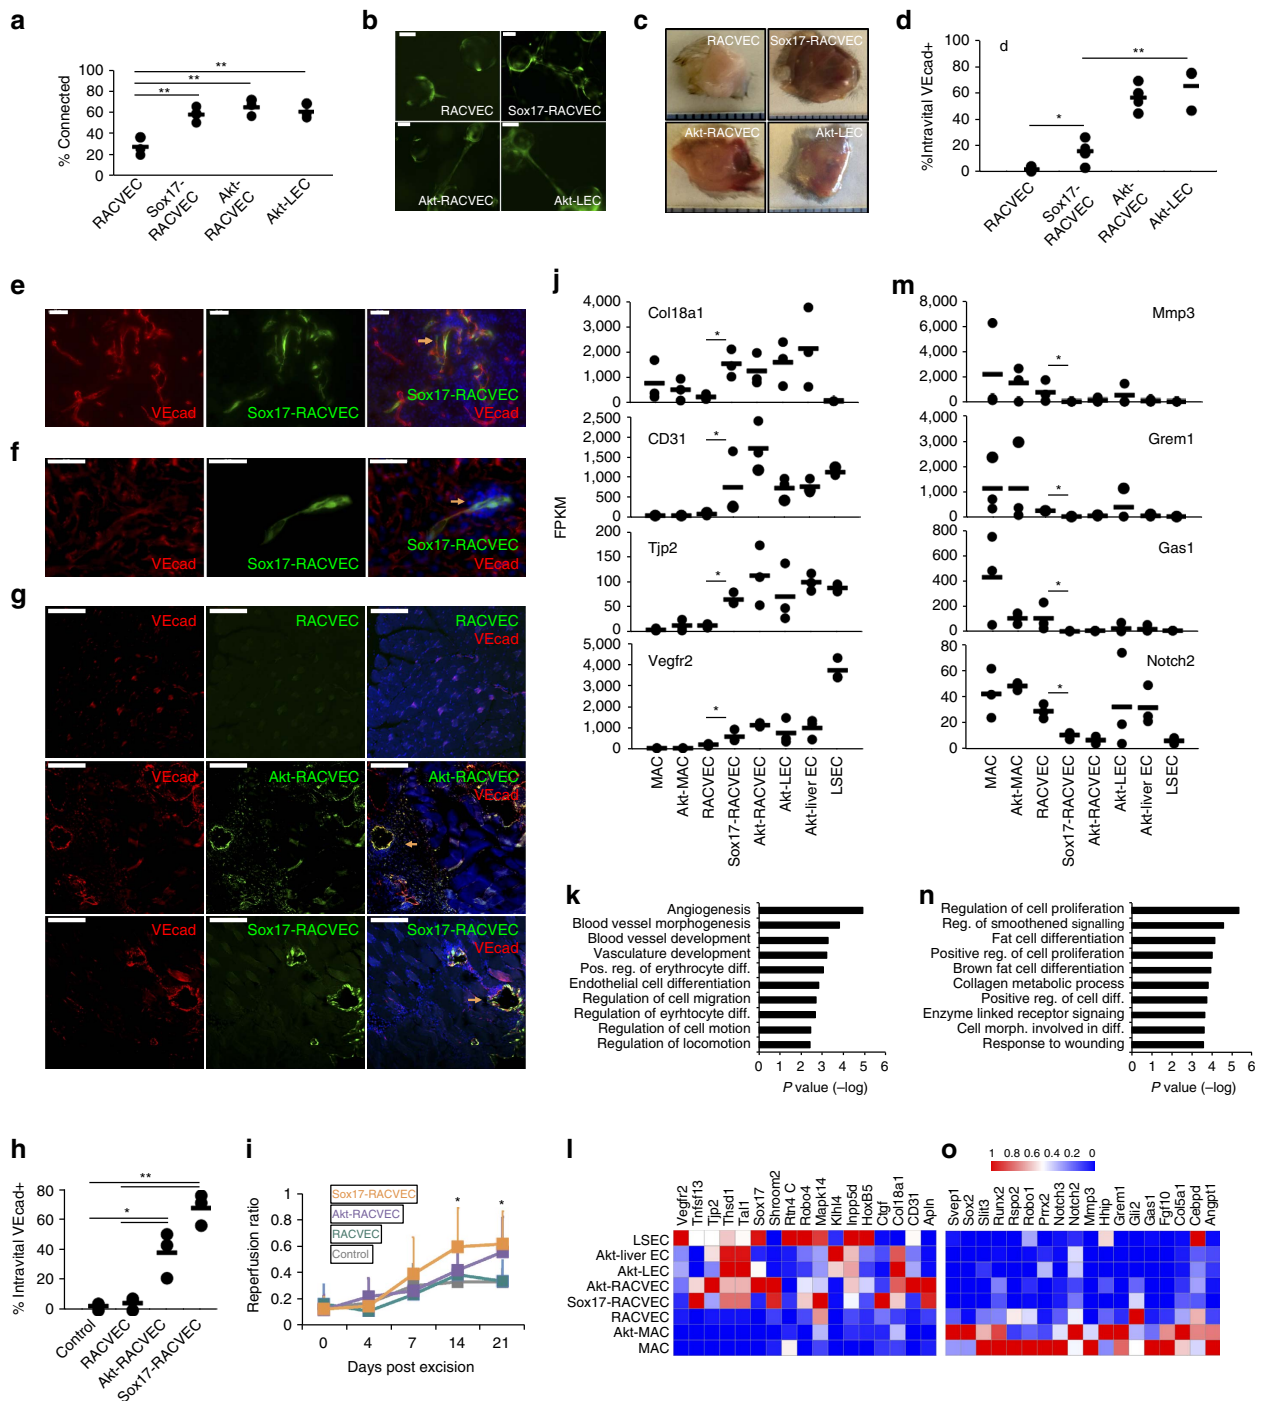 a
% Connected
100
80
60
40
20
0
RACVEC
Sox17-
RACVEC
Akt-
RACVEC
Akt-LEC
**
**
**
b
RACVEC
Sox17-RACVEC
Akt-RACVEC
Akt-LEC
c
RACVEC
Sox17-RACVEC
Akt-RACVEC
Akt-LEC
d
d
%Intravital VEcad+
100
80
60
40
20
0
RACVEC
Sox17-
RACVEC
Akt-
RACVEC
Akt-LEC
*
**
e
VEcad
Sox17-RACVEC
Sox17-RACVEC
VEcad
f
VEcad
Sox17-RACVEC
Sox17-RACVEC
VEcad
g
VEcad
RACVEC
RACVEC
VEcad
VEcad
Akt-RACVEC
Akt-RACVEC
VEcad
VEcad
Sox17-RACVEC
Sox17-RACVEC
VEcad
h
% Intravital VEcad+
80
60
40
20
0
Control
RACVEC
Akt-RACVEC
Sox17-RACVEC
**
*
i
Reperfusion ratio
1
0.8
0.6
0.4
0.2
0
Sox17-RACVEC
Akt-RACVEC
RACVEC
Control
* *
0 4 7 14 21
Days post excision
j
FPKM
4,000
3,000
2,000
1,000
0
Col18a1
*
2,500
2,000
1,500
1,000
500
0
CD31
*
200
150
100
50
0
Tjp2
*
5,000
4,000
3,000
2,000
1,000
0
Vegfr2
*
MAC
Akt-MAC
RACVEC
Sox17-RACVEC
Akt-RACVEC
Akt-LEC
Akt-liver EC
LSEC
m
8,000
6,000
4,000
2,000
0
Mmp3
*
4,000
3,000
2,000
1,000
0
Grem1
*
800
600
400
200
0
Gas1
*
80
60
40
20
0
Notch2
*
MAC
Akt-MAC
RACVEC
Sox17-RACVEC
Akt-RACVEC
Akt-LEC
Akt-liver EC
LSEC
k
Angiogenesis
Blood vessel morphogenesis
Blood vessel development
Vasculature development
Pos. reg. of erythrocyte diff.
Endothelial cell differentiation
Regulation of cell migration
Regulation of eyrhtocyte diff.
Regulation of cell motion
Regulation of locomotion
0 1 2 3 4 5 6
P value (–log)
n
Regulation of cell proliferation
Reg. of smoothened signalling
Fat cell differentiation
Positive reg. of cell proliferation
Brown fat cell differentiation
Collagen metabolic process
Positive reg. of cell diff.
Enzyme linked receptor signaing
Cell morph. involved in diff.
Response to wounding
0 1 2 3 4 5 6
P value (–log)
l
Vegfr2
Tnfsf13
Tjp2
Thsd1
Tal1
Sox17
Shroom2
Rtn4 C
Robo4
Mapk14
Klhl4
Inpp5d
HoxB5
Ctgf
Col18a1
CD31
Apln
LSEC
Akt-liver EC
Akt-LEC
Akt-RACVEC
Sox17-RACVEC
RACVEC
Akt-MAC
MAC
o
1 0.8 0.6 0.4 0.2 0
Svep1
Sox2
Slit3
Runx2
Rspo2
Robo1
Prrx2
Notch3
Notch2
Mmp3
Hhip
Grem1
Gli2
Gas1
Fgf10
Col5a1
Cebpd
Angpt1